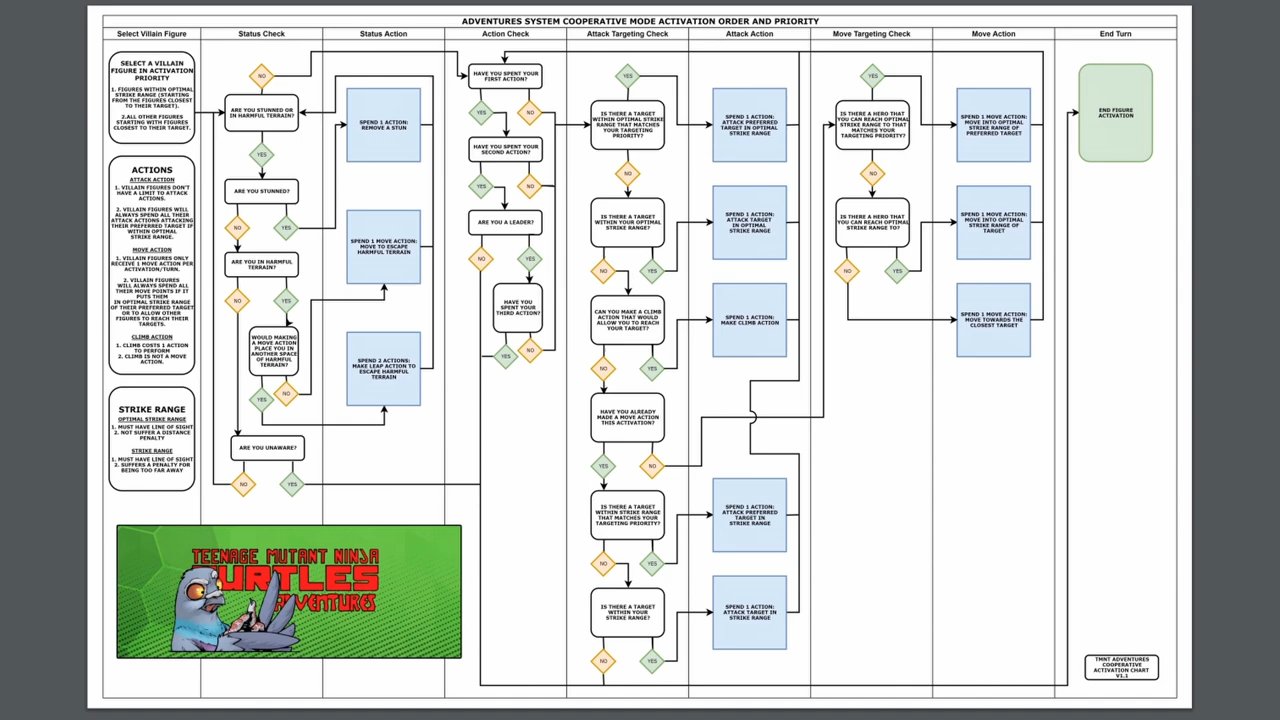 ADVENTURES SYSTEM COOPERATIVE MODE ACTIVATION ORDER AND PRIORITY
Select Villain Figure
Status Check
Status Action
Action Check
Attack Targeting Check
Attack Action
Move Targeting Check
Move Action
End Turn
SELECT A VILLAIN
FIGURE IN ACTIVATION
PRIORITY
1. FIGURES WITHIN OPTIMAL
STRIKE RANGE (STARTING
FROM THE FIGURES CLOSEST
TO THEIR TARGET).
2.ALL OTHER FIGURES
STARTING WITH FIGURES
CLOSEST TO THEIR TARGET.
ACTIONS
ATTACK ACTION
1. VILLAIN FIGURES DON'T
HAVE A LIMIT TO ATTACK
ACTIONS.
2. VILLAIN FIGURES WILL
ALWAYS SPEND ALL THEIR
ATTACK ACTIONS ATTACKING
THEIR PREFERRED TARGET IF
WITHIN OPTIMAL
STRIKE RANGE.
MOVE ACTION
1. VILLAIN FIGURES ONLY
RECEIVE 1 MOVE ACTION PER
ACTIVATION/TURN.
2. VILLAIN FIGURES
WILL ALWAYS SPEND ALL
THEIR MOVE POINTS IF IT
PUTS THEM
IN OPTIMAL STRIKE RANGE
OF THEIR PREFERRED TARGET
OR TO ALLOW OTHER
FIGURES TO REACH THEIR
TARGETS.
CLIMB ACTION
1. CLIMB COSTS 1 ACTION
TO PERFORM
2. CLIMB IS NOT A MOVE
ACTION.
STRIKE RANGE
OPTIMAL STRIKE RANGE
1. MUST HAVE LINE OF SIGHT
2. NOT SUFFER A DISTANCE
PENALTY
STRIKE RANGE
1. MUST HAVE LINE OF SIGHT
2. SUFFERS A PENALTY FOR
BEING TOO FAR AWAY
NO
ARE YOU STUNNED OR
IN HARMFUL TERRAIN?
YES
ARE YOU STUNNED?
NO
YES
ARE YOU IN HARMFUL
TERRAIN?
NO
YES
WOULD MAKING
A MOVE ACTION
PLACE YOU IN
ANOTHER SPACE
OF HARMFUL
TERRAIN?
YES
NO
ARE YOU UNAWARE?
NO
YES
SPEND 1 ACTION:
REMOVE A STUN
SPEND 1 MOVE ACTION:
MOVE TO ESCAPE
HARMFUL TERRAIN
SPEND 2 ACTIONS:
MAKE LEAP ACTION TO
ESCAPE HARMFUL
TERRAIN
HAVE YOU SPENT YOUR
FIRST ACTION?
YES
NO
HAVE YOU SPENT YOUR
SECOND ACTION?
YES
NO
ARE YOU A LEADER?
NO
YES
HAVE YOU
SPENT YOUR
THIRD ACTION?
YES
NO
YES
IS THERE A TARGET
WITHIN OPTIMAL STRIKE
RANGE THAT MATCHES
YOUR TARGETING
PRIORITY?
NO
IS THERE A TARGET
WITHIN YOUR OPTIMAL
STRIKE RANGE?
NO
YES
CAN YOU MAKE A CLIMB
ACTION THAT WOULD
ALLOW YOU TO REACH
YOUR TARGET?
NO
YES
HAVE YOU ALREADY
MADE A MOVE ACTION
THIS ACTIVATION?
YES
NO
IS THERE A TARGET
WITHIN STRIKE RANGE
THAT MATCHES YOUR
TARGETING PRIORITY?
NO
YES
IS THERE A TARGET
WITHIN YOUR
STRIKE RANGE?
NO
YES
SPEND 1 ACTION:
ATTACK PREFERRED
TARGET IN OPTIMAL
STRIKE RANGE
SPEND 1 ACTION:
ATTACK TARGET
IN OPTIMAL
STRIKE RANGE
SPEND 1 ACTION:
MAKE CLIMB ACTION
SPEND 1 ACTION:
ATTACK PREFERRED
TARGET IN
STRIKE RANGE
SPEND 1 ACTION:
ATTACK TARGET IN
STRIKE RANGE
YES
IS THERE A HERO THAT
YOU CAN REACH OPTIMAL
STRIKE RANGE TO THAT
MATCHES YOUR
TARGETING PRIORITY?
NO
IS THERE A HERO THAT
YOU CAN REACH OPTIMAL
STRIKE RANGE TO?
NO
YES
SPEND 1 MOVE ACTION:
MOVE INTO OPTIMAL
STRIKE RANGE OF
PREFERRED TARGET
SPEND 1 MOVE ACTION:
MOVE INTO OPTIMAL
STRIKE RANGE OF
TARGET
SPEND 1 MOVE ACTION:
MOVE TOWARDS THE
CLOSEST TARGET
END FIGURE
ACTIVATION
TEENAGE MUTANT NINJA
TURTLES
ADVENTURES
TMNT ADVENTURES
COOPERATIVE
ACTIVATION CHART
V1.1